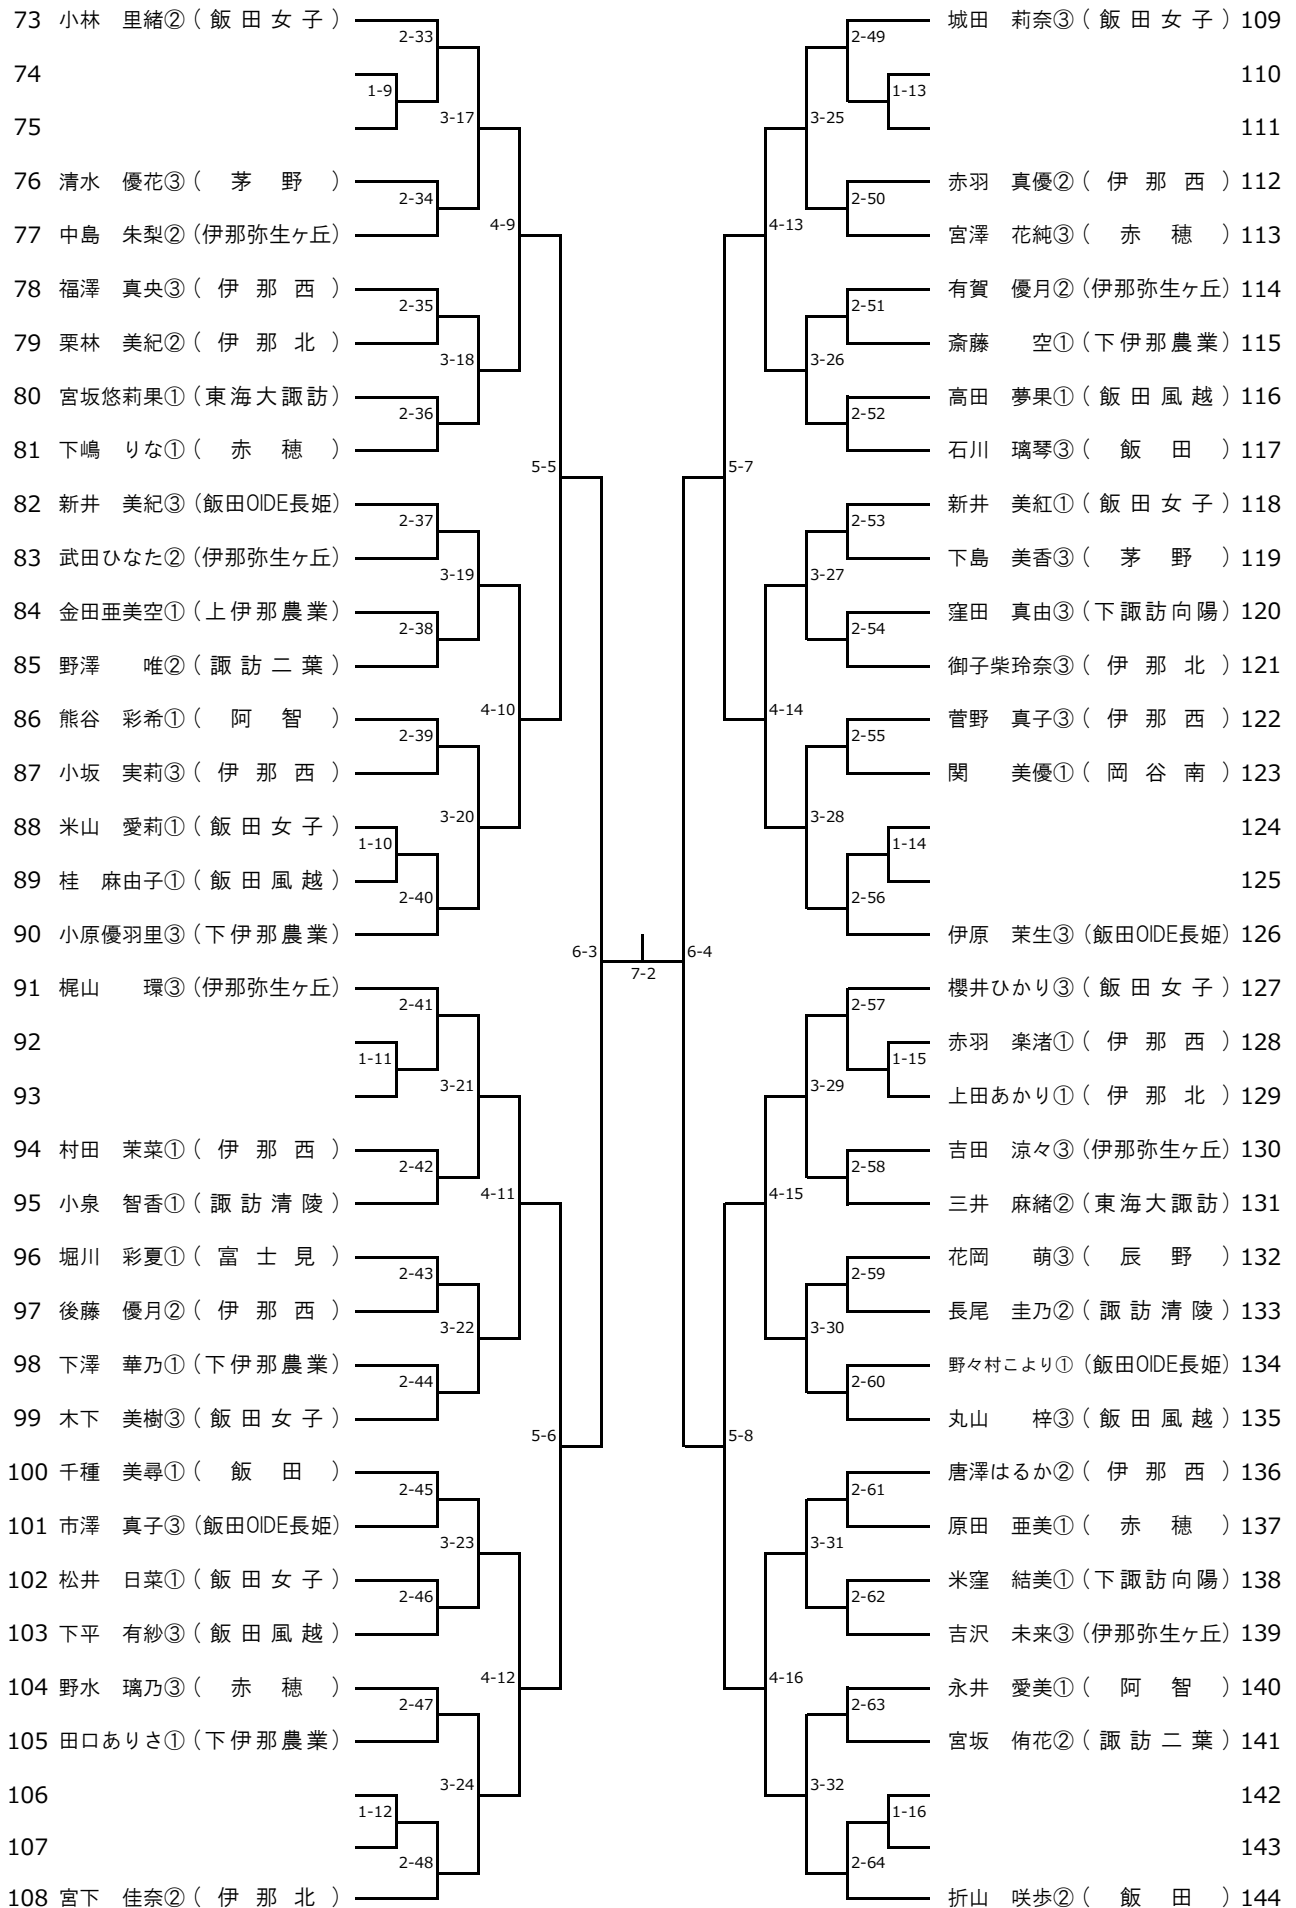 73 小林 里緒②(飯田女子)
2-33
74
1-9
75
3-17
76 清水 優花③(茅野)
2-34
77 中島 朱梨②(伊那弥生ヶ丘)
4-9
78 福澤 真央③(伊那西)
2-35
79 栗林 美紀②(伊那北)
3-18
80 宮坂悠莉果①(東海大諏訪)
2-36
81 下嶋 りな①(赤穂)
5-5
82 新井 美紀③(飯田OIDE長姫)
2-37
83 武田ひなた②(伊那弥生ヶ丘)
3-19
84 金田亜美空①(上伊那農業)
2-38
85 野澤 唯②(諏訪二葉)
4-10
86 熊谷 彩希①(阿智)
2-39
87 小坂 実莉③(伊那西)
3-20
88 米山 愛莉①(飯田女子)
1-10
89 桂 麻由子①(飯田風越)
2-40
90 小原優羽里③(下伊那農業)
6-3
91 梶山 環③(伊那弥生ヶ丘)
2-41
92
1-11
93
3-21
94 村田 茉菜①(伊那西)
2-42
95 小泉 智香①(諏訪清陵)
4-11
96 堀川 彩夏①(富士見)
2-43
97 後藤 優月②(伊那西)
3-22
98 下澤 華乃①(下伊那農業)
2-44
99 木下 美樹③(飯田女子)
5-6
100 千種 美尋①(飯田)
2-45
101 市澤 真子③(飯田OIDE長姫)
3-23
102 松井 日菜①(飯田女子)
2-46
103 下平 有紗③(飯田風越)
4-12
104 野水 璃乃③(赤穂)
2-47
105 田口ありさ①(下伊那農業)
3-24
106
1-12
107
2-48
108 宮下 佳奈②(伊那北)
7-2
城田 莉奈③(飯田女子) 109
2-49
110
1-13
111
3-25
赤羽 真優②(伊那西) 112
2-50
宮澤 花純③(赤穂) 113
4-13
有賀 優月②(伊那弥生ヶ丘) 114
2-51
斎藤 空①(下伊那農業) 115
3-26
高田 夢果①(飯田風越) 116
2-52
石川 璃琴③(飯田) 117
5-7
新井 美紅①(飯田女子) 118
2-53
下島 美香③(茅野) 119
3-27
窪田 真由③(下諏訪向陽) 120
2-54
御子柴玲奈③(伊那北) 121
4-14
菅野 真子③(伊那西) 122
2-55
関 美優①(岡谷南) 123
3-28
124
1-14
125
2-56
伊原 茉生③(飯田OIDE長姫) 126
6-4
櫻井ひかり③(飯田女子) 127
2-57
赤羽 楽渚①(伊那西) 128
1-15
上田あかり①(伊那北) 129
3-29
吉田 涼々③(伊那弥生ヶ丘) 130
2-58
三井 麻緒②(東海大諏訪) 131
4-15
花岡 萌③(辰野) 132
2-59
長尾 圭乃②(諏訪清陵) 133
3-30
野々村こより①(飯田OIDE長姫) 134
2-60
丸山 梓③(飯田風越) 135
5-8
唐澤はるか②(伊那西) 136
2-61
原田 亜美①(赤穂) 137
3-31
米窪 結美①(下諏訪向陽) 138
2-62
吉沢 未来③(伊那弥生ヶ丘) 139
4-16
永井 愛美①(阿智) 140
2-63
宮坂 侑花②(諏訪二葉) 141
3-32
142
1-16
143
2-64
折山 咲歩②(飯田) 144